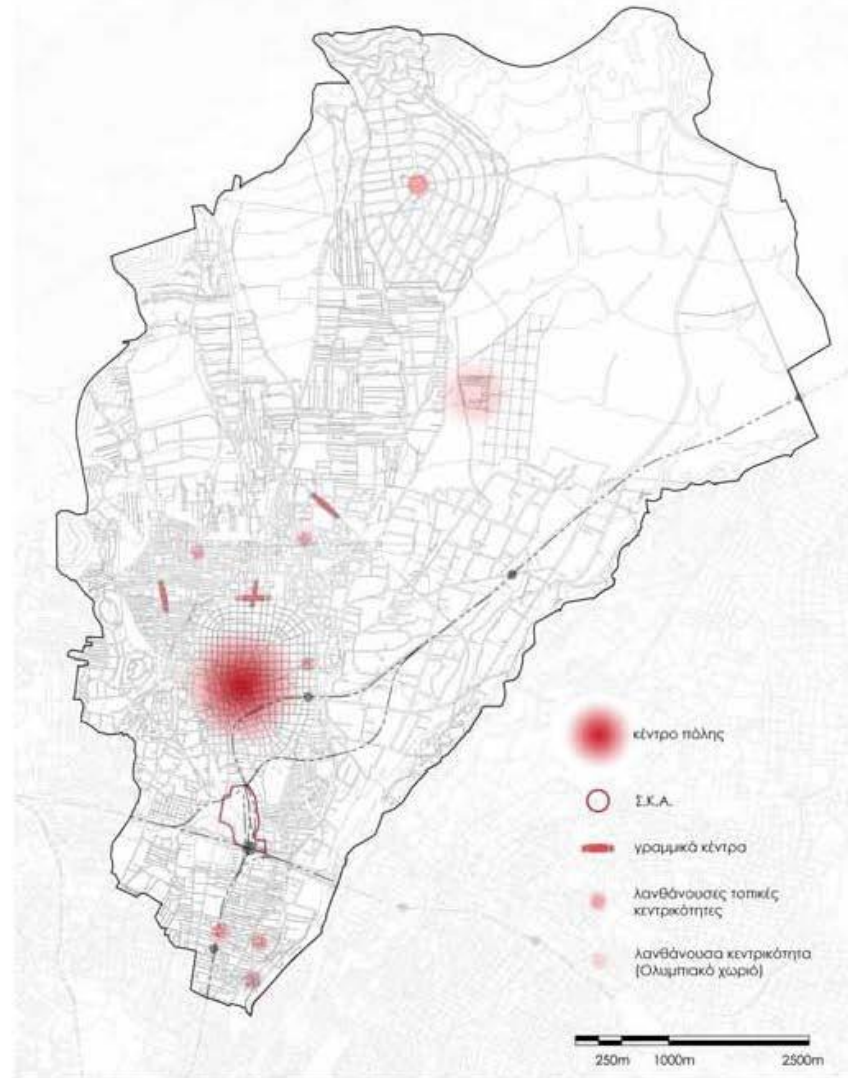 κέντρο πόλης
Σ.Κ.Α.
γραμμικά κέντρα
λανθάνουσες τοπικές
κεντρικότητες
λανθάνουσα κεντρικότητα
(Ολυμπιακό χωριό)
250m 1000m 2500m